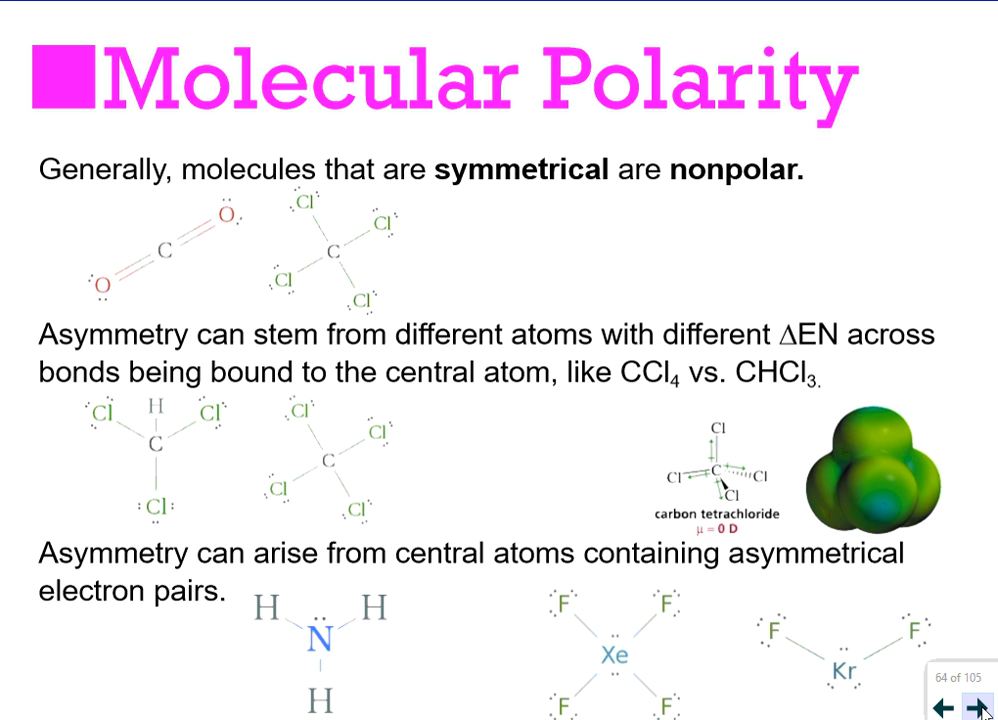 Molecular Polarity
Generally, molecules that are symmetrical are nonpolar.
O C O
Cl Cl C Cl Cl
Asymmetry can stem from different atoms with different ΔEN across
bonds being bound to the central atom, like CCl₄ vs. CHCl₃.
Cl H Cl C Cl
Cl Cl C Cl Cl
Cl
Cl C Cl
Cl
carbon tetrachloride
μ = 0 D
Asymmetry can arise from central atoms containing asymmetrical
electron pairs.
H H N H
F F Xe F F
F F Kr
64 of 105